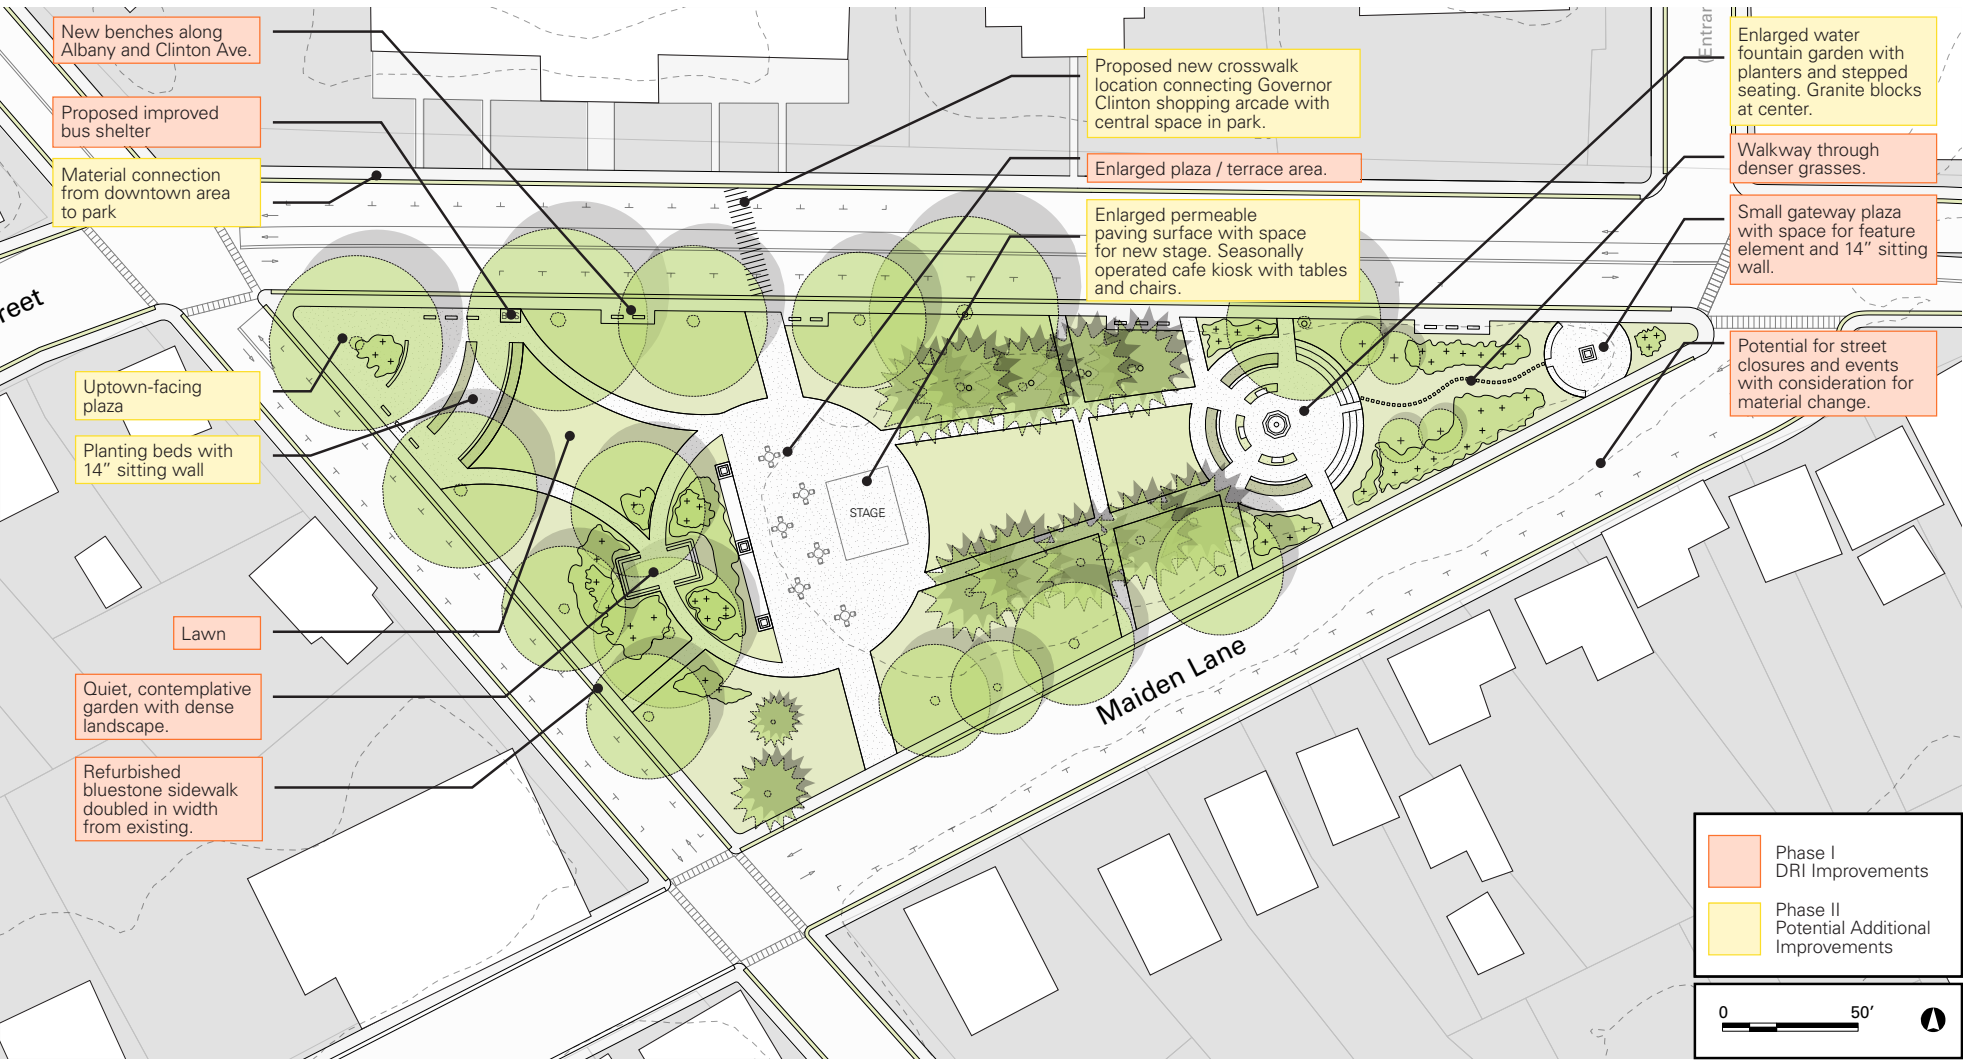 New benches along
Albany and Clinton Ave.
Proposed improved
bus shelter
Material connection
from downtown area
to park
Uptown-facing
plaza
Planting beds with
14” sitting wall
Lawn
Quiet, contemplative
garden with dense
landscape.
Refurbished
bluestone sidewalk
doubled in width
from existing.
reet
Proposed new crosswalk
location connecting Governor
Clinton shopping arcade with
central space in park.
Enlarged plaza / terrace area.
Enlarged permeable
paving surface with space
for new stage. Seasonally
operated cafe kiosk with tables
and chairs.
STAGE
Maiden Lane
(Entrar
Enlarged water
fountain garden with
planters and stepped
seating. Granite blocks
at center.
Walkway through
denser grasses.
Small gateway plaza
with space for feature
element and 14” sitting
wall.
Potential for street
closures and events
with consideration for
material change.
Phase I
DRI Improvements
Phase II
Potential Additional
Improvements
0 50’